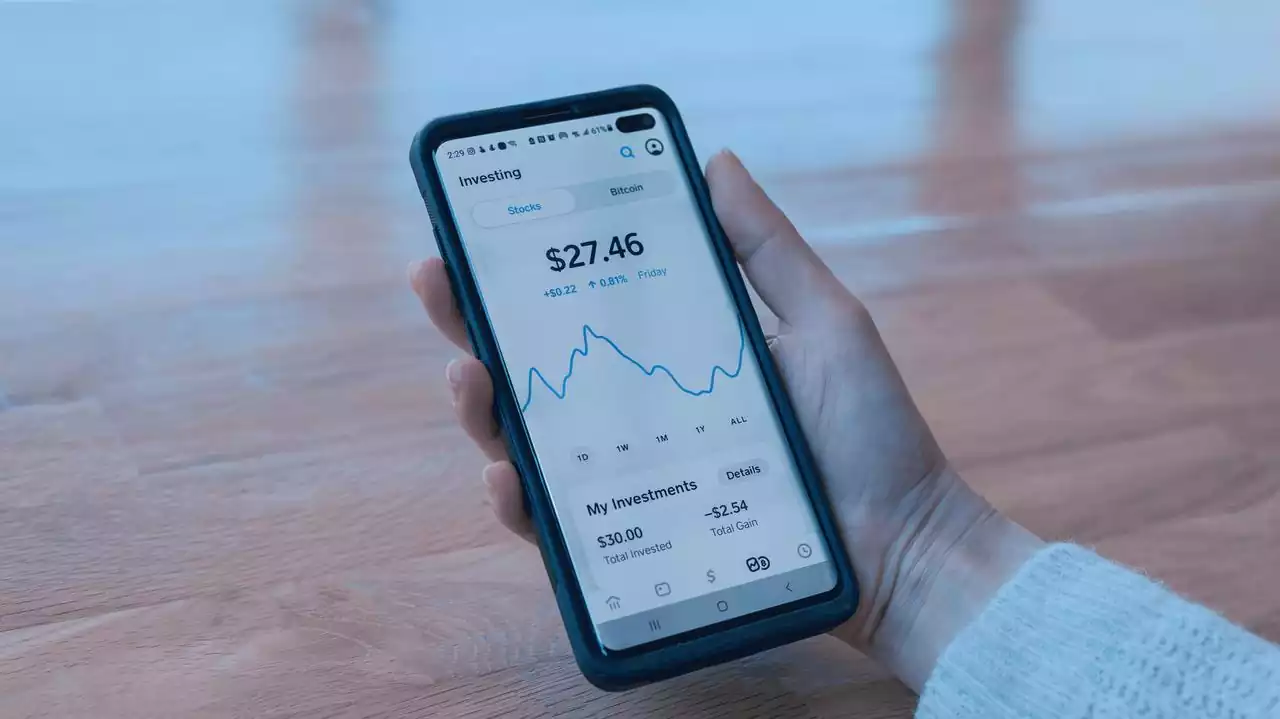 2:29 61%
Investing
Stocks Bitcoin
$27.46
+$0.22 ↑ 0.81% Friday
1D 1W 1M 1Y ALL
My Investments Details
$30.00 –$2.54
Total Invested Total Gain
$